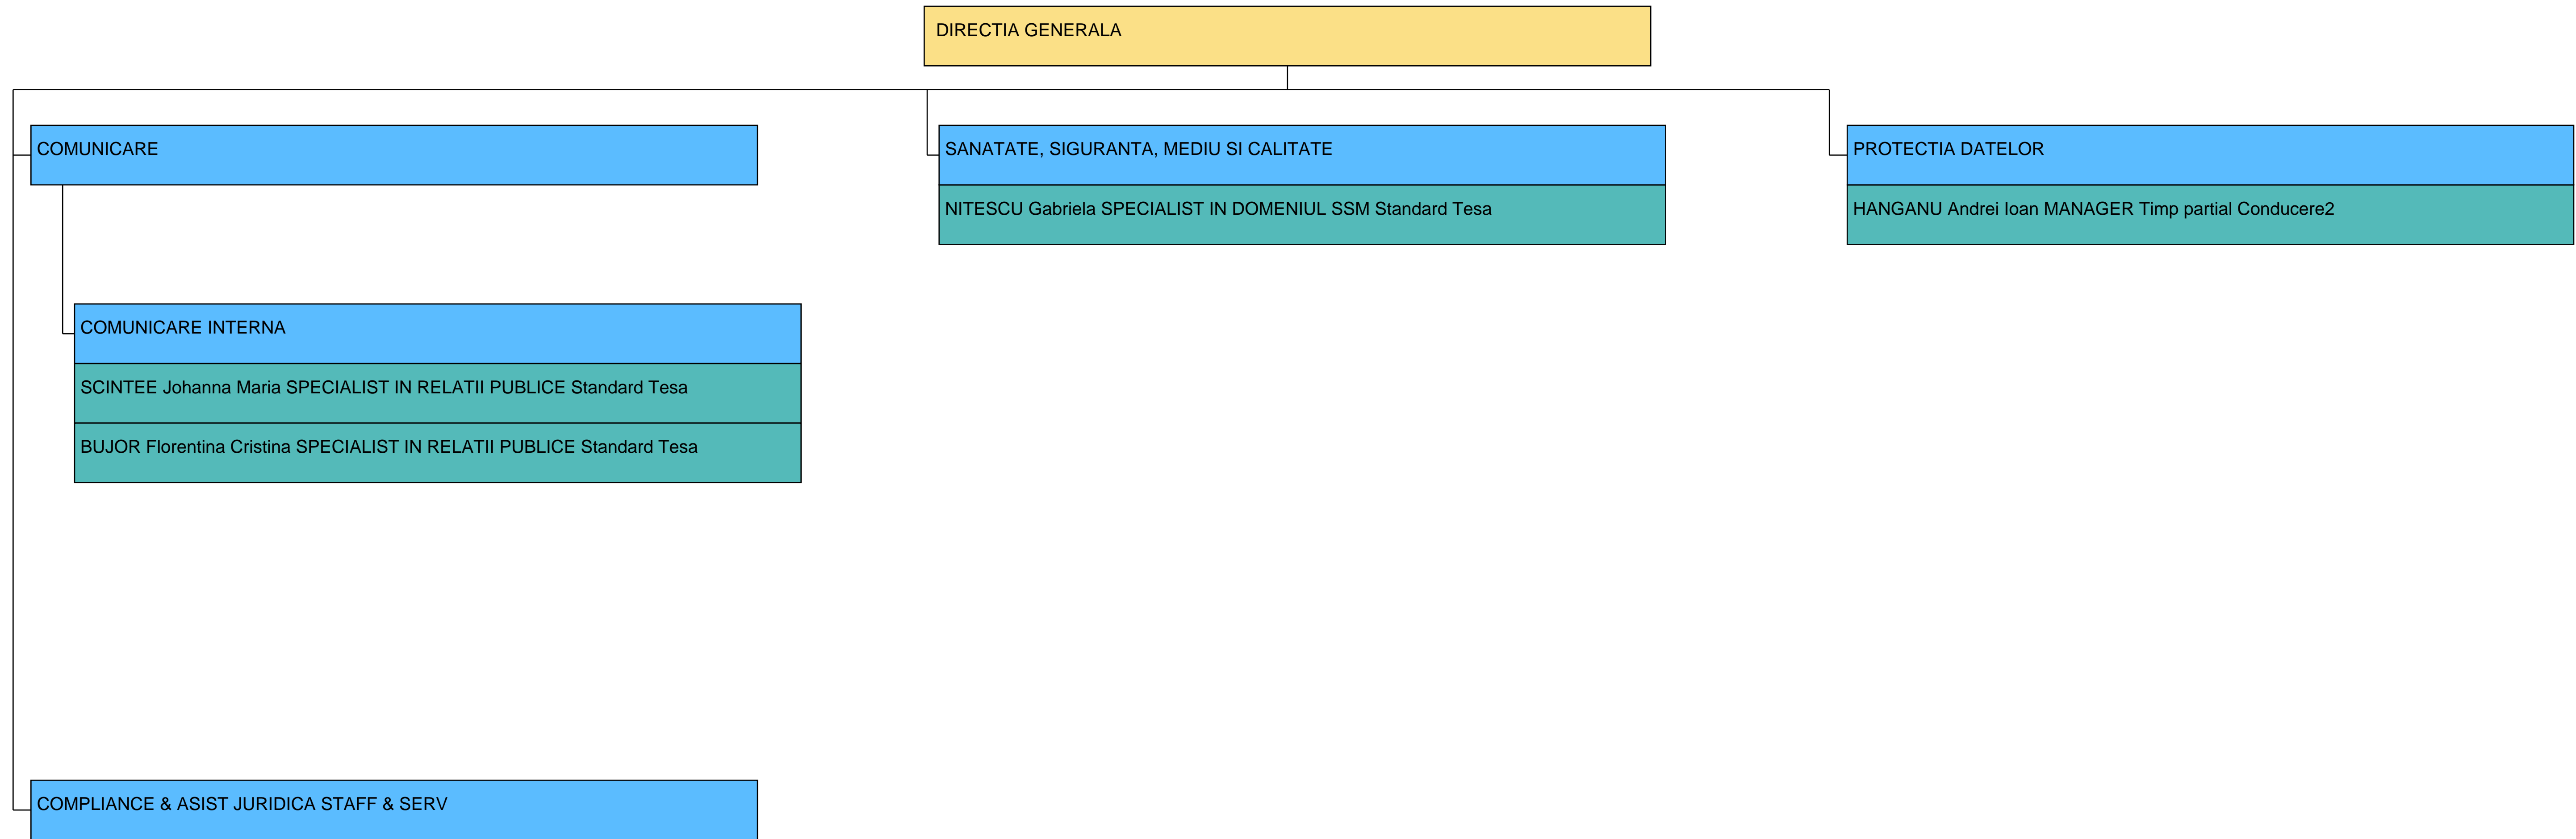 DIRECTIA GENERALA
COMUNICARE
SANATATE, SIGURANTA, MEDIU SI CALITATE
NITESCU Gabriela SPECIALIST IN DOMENIUL SSM Standard Tesa
PROTECTIA DATELOR
HANGANU Andrei Ioan MANAGER Timp partial Conducere2
COMUNICARE INTERNA
SCINTEE Johanna Maria SPECIALIST IN RELATII PUBLICE Standard Tesa
BUJOR Florentina Cristina SPECIALIST IN RELATII PUBLICE Standard Tesa
COMPLIANCE & ASIST JURIDICA STAFF & SERV